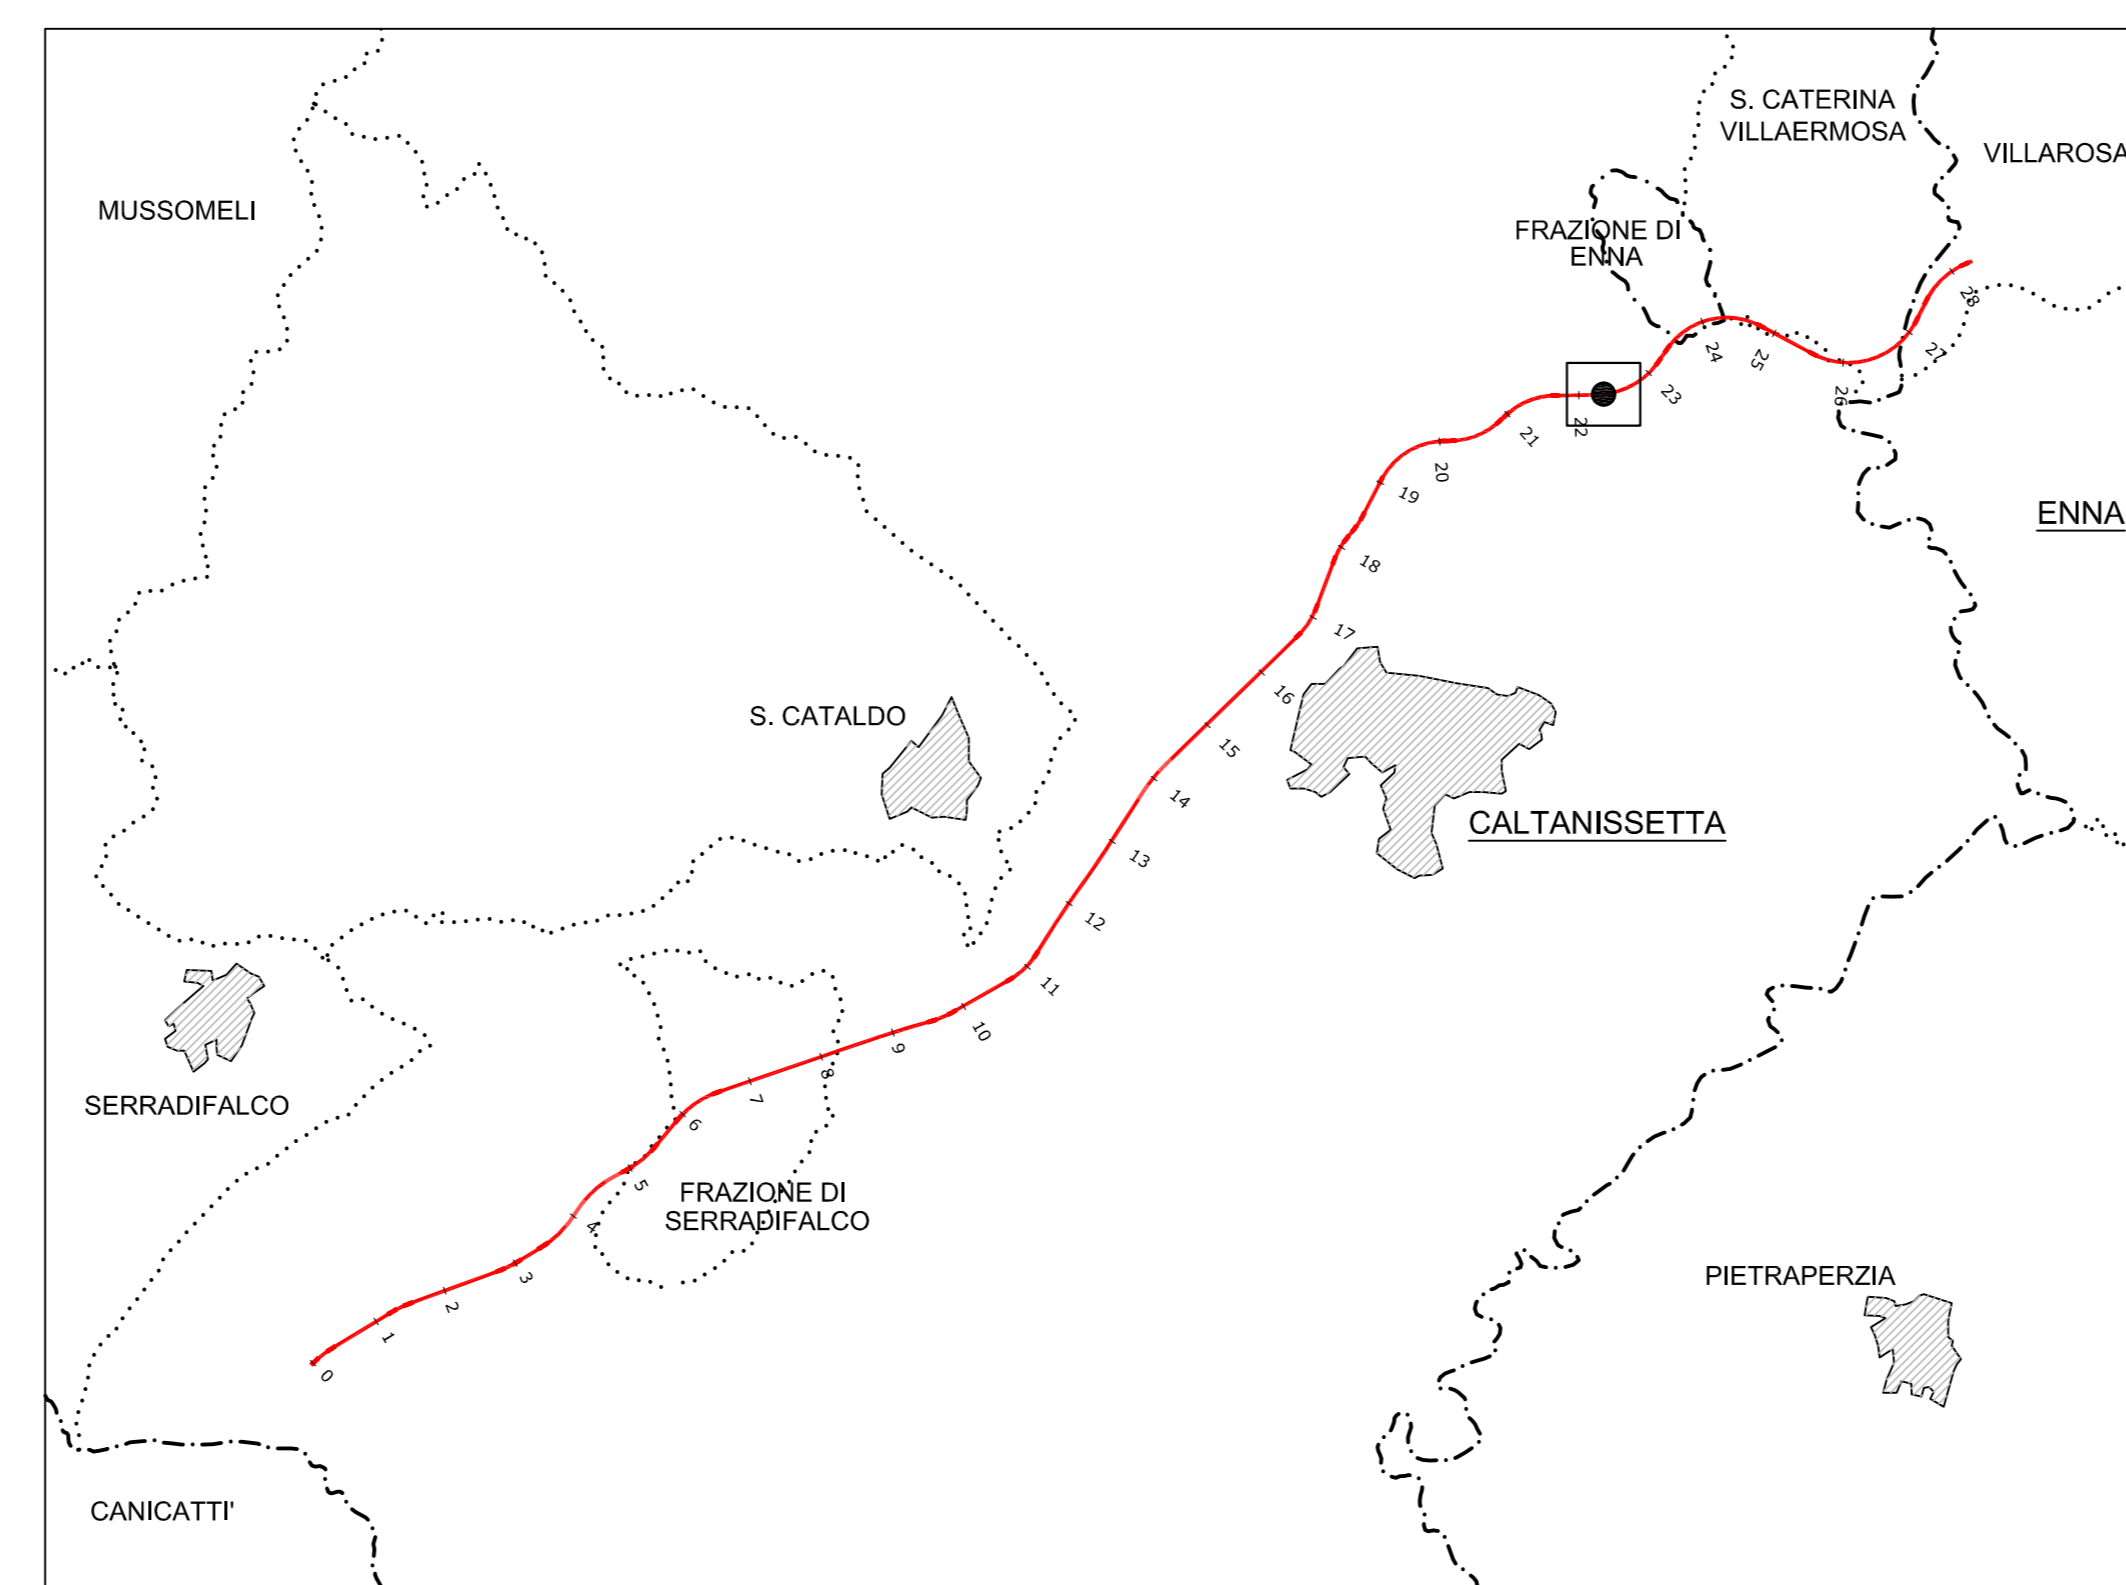 S. CATERINA
VILLAERMOSA
VILLAROSA
MUSSOMELI
FRAZIONE DI
ENNA
28
27
26
25
24
23
22
21
20
19
18
17
16
15
14
13
12
11
10
9
8
7
6
5
4
3
2
1
0
ENNA
S. CATALDO
CALTANISSETTA
SERRADIFALCO
FRAZIONE DI
SERRADIFALCO
PIETRAPERZIA
CANICATTI'